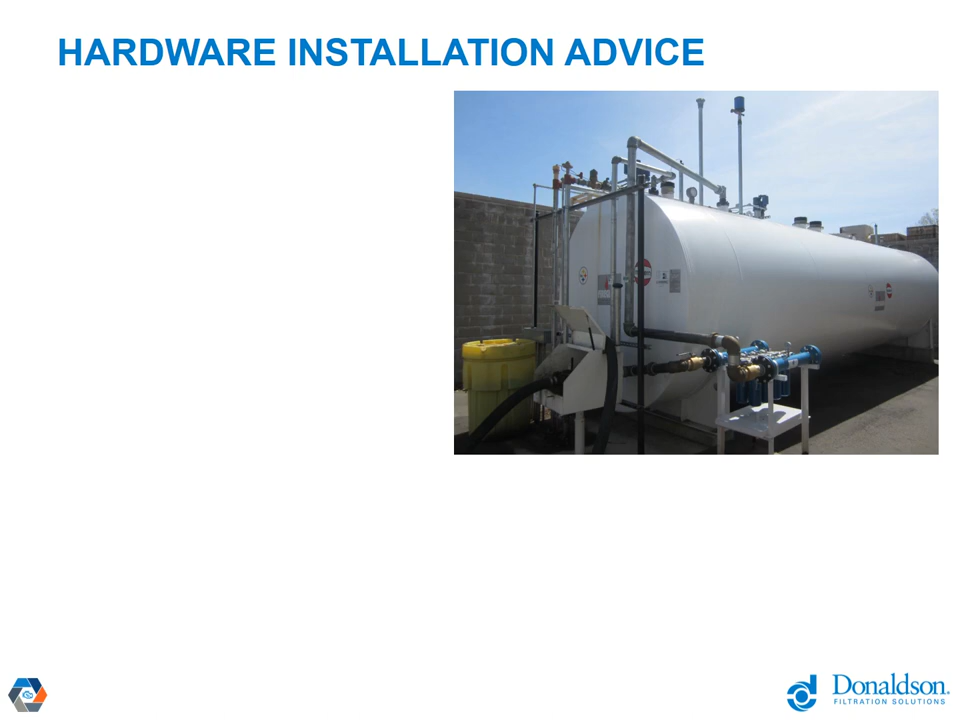 HARDWARE INSTALLATION ADVICE
Donaldson.
FILTRATION SOLUTIONS